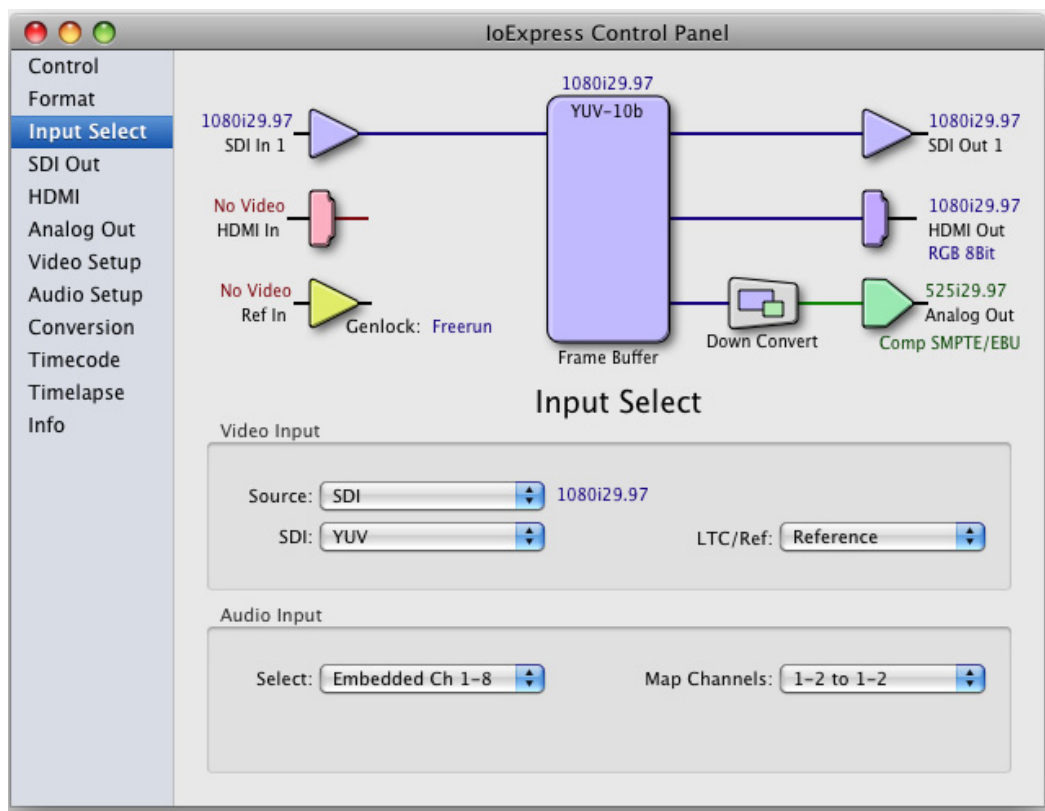 IoExpress Control Panel
Control
Format
Input Select
SDI Out
HDMI
Analog Out
Video Setup
Audio Setup
Conversion
Timecode
Timelapse
Info
1080i29.97
SDI In 1
No Video
HDMI In
No Video
Ref In
Genlock: Freerun
1080i29.97
YUV-10b
Frame Buffer
Down Convert
1080i29.97
SDI Out 1
1080i29.97
HDMI Out
RGB 8Bit
525i29.97
Analog Out
Comp SMPTE/EBU
Input Select
Video Input
Source: SDI 1080i29.97
SDI: YUV LTC/Ref: Reference
Audio Input
Select: Embedded Ch 1-8 Map Channels: 1-2 to 1-2